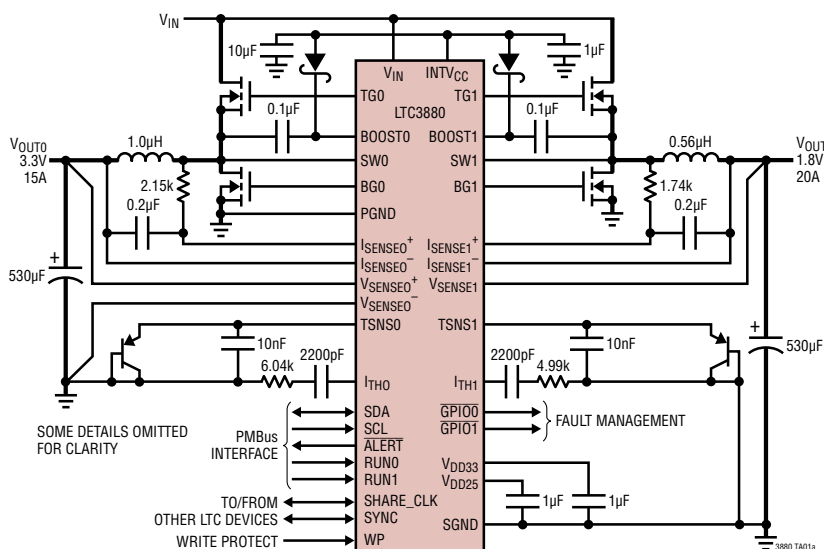 VIN
10µF
1µF
VIN
INTVCC
TG0
LTC3880
TG1
0.1µF
0.1µF
BOOST0
BOOST1
VOUT0
3.3V
15A
1.0µH
SW0
SW1
0.56µH
VOUT
1.8V
20A
2.15k
BG0
BG1
1.74k
0.2µF
PGND
0.2µF
ISENSE0+
ISENSE1+
ISENSE0–
ISENSE1–
VSENSE0+
VSENSE1
VSENSE0–
+
530µF
+
530µF
TSNS0
TSNS1
10nF
10nF
6.04k
2200pF
2200pF
4.99k
ITH0
ITH1
SOME DETAILS OMITTED
FOR CLARITY
PMBus
INTERFACE
SDA
SCL
ALERT
RUN0
RUN1
GPIO0
GPIO1
FAULT MANAGEMENT
VDD33
VDD25
1µF
1µF
TO/FROM
OTHER LTC DEVICES
SHARE_CLK
SYNC
WRITE PROTECT
WP
SGND
3880 TA01a